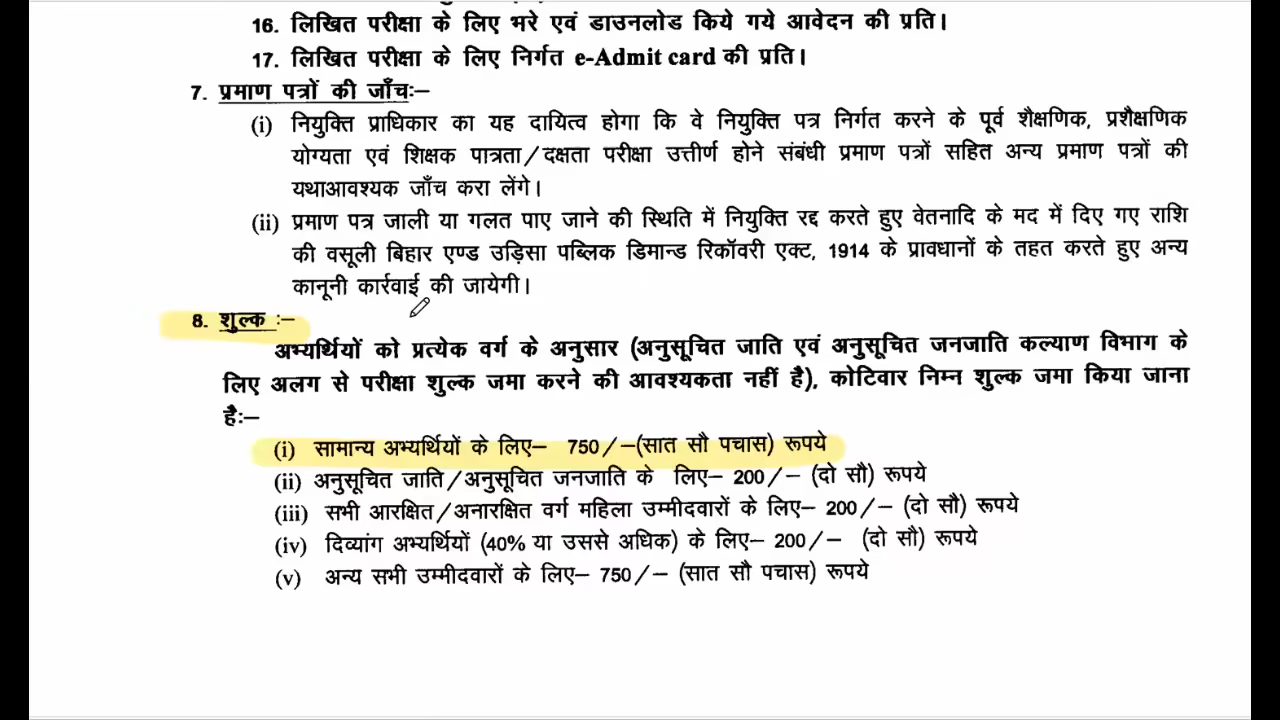 16. लिखित परीक्षा के लिए भरे एवं डाउनलोड किये गये आवेदन की प्रति।
17. लिखित परीक्षा के लिए निर्गत e-Admit card की प्रति।
7. प्रमाण पत्रों की जाँचः–
(i) नियुक्ति प्राधिकार का यह दायित्व होगा कि वे नियुक्ति पत्र निर्गत करने के पूर्व शैक्षणिक, प्रशैक्षणिक
योग्यता एवं शिक्षक पात्रता/दक्षता परीक्षा उत्तीर्ण होने संबंधी प्रमाण पत्रों सहित अन्य प्रमाण पत्रों की
यथाआवश्यक जाँच करा लेंगे।
(ii) प्रमाण पत्र जाली या गलत पाए जाने की स्थिति में नियुक्ति रद्द करते हुए वेतनादि के मद में दिए गए राशि
की वसूली बिहार एण्ड उड़िसा पब्लिक डिमान्ड रिकॉवरी एक्ट, 1914 के प्रावधानों के तहत करते हुए अन्य
कानूनी कार्रवाई की जायेगी।
8. शुल्क :–
अभ्यर्थियों को प्रत्येक वर्ग के अनुसार (अनुसूचित जाति एवं अनुसूचित जनजाति कल्याण विभाग के
लिए अलग से परीक्षा शुल्क जमा करने की आवश्यकता नहीं है), कोटिवार निम्न शुल्क जमा किया जाना
हैः–
(i) सामान्य अभ्यर्थियों के लिए– 750/–(सात सौ पचास) रूपये
(ii) अनुसूचित जाति/अनुसूचित जनजाति के लिए– 200/– (दो सौ) रूपये
(iii) सभी आरक्षित/अनारक्षित वर्ग महिला उम्मीदवारों के लिए– 200/– (दो सौ) रूपये
(iv) दिव्यांग अभ्यर्थियों (40% या उससे अधिक) के लिए– 200/– (दो सौ) रूपये
(v) अन्य सभी उम्मीदवारों के लिए– 750/– (सात सौ पचास) रूपये